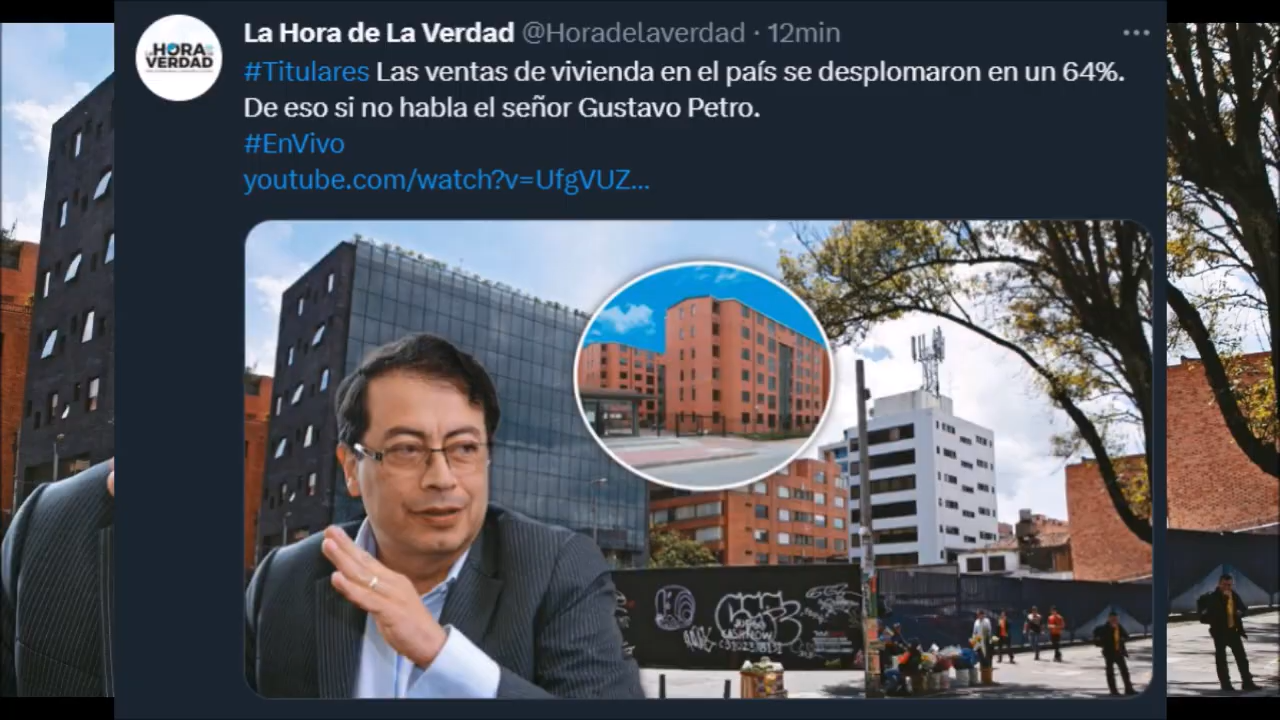 HORA
VERDAD
La Hora de La Verdad @Horadelaverdad · 12min
#Titulares Las ventas de vivienda en el país se desplomaron en un 64%.
De eso si no habla el señor Gustavo Petro.
#EnVivo
youtube.com/watch?v=UfgVUZ...